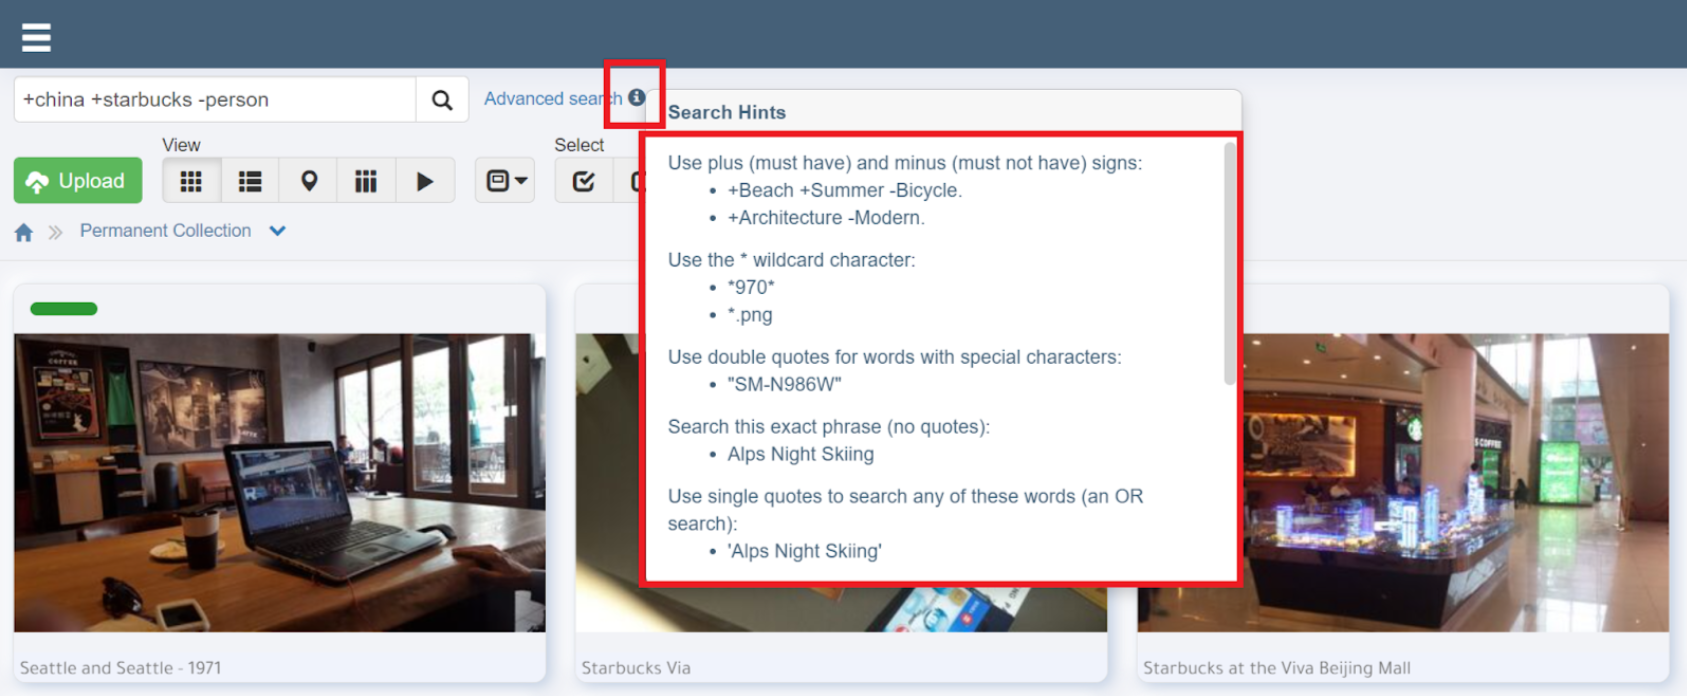 +china +starbucks -person
Advanced search
Search Hints
View
Select
Upload
Permanent Collection
Use plus (must have) and minus (must not have) signs:
• +Beach +Summer -Bicycle.
• +Architecture -Modern.
Use the * wildcard character:
• *970*
• *.png
Use double quotes for words with special characters:
• "SM-N986W"
Search this exact phrase (no quotes):
• Alps Night Skiing
Use single quotes to search any of these words (an OR
search):
• 'Alps Night Skiing'
COFFEE
S COFFEE
Seattle and Seattle - 1971
Starbucks Via
Starbucks at the Viva Beijing Mall